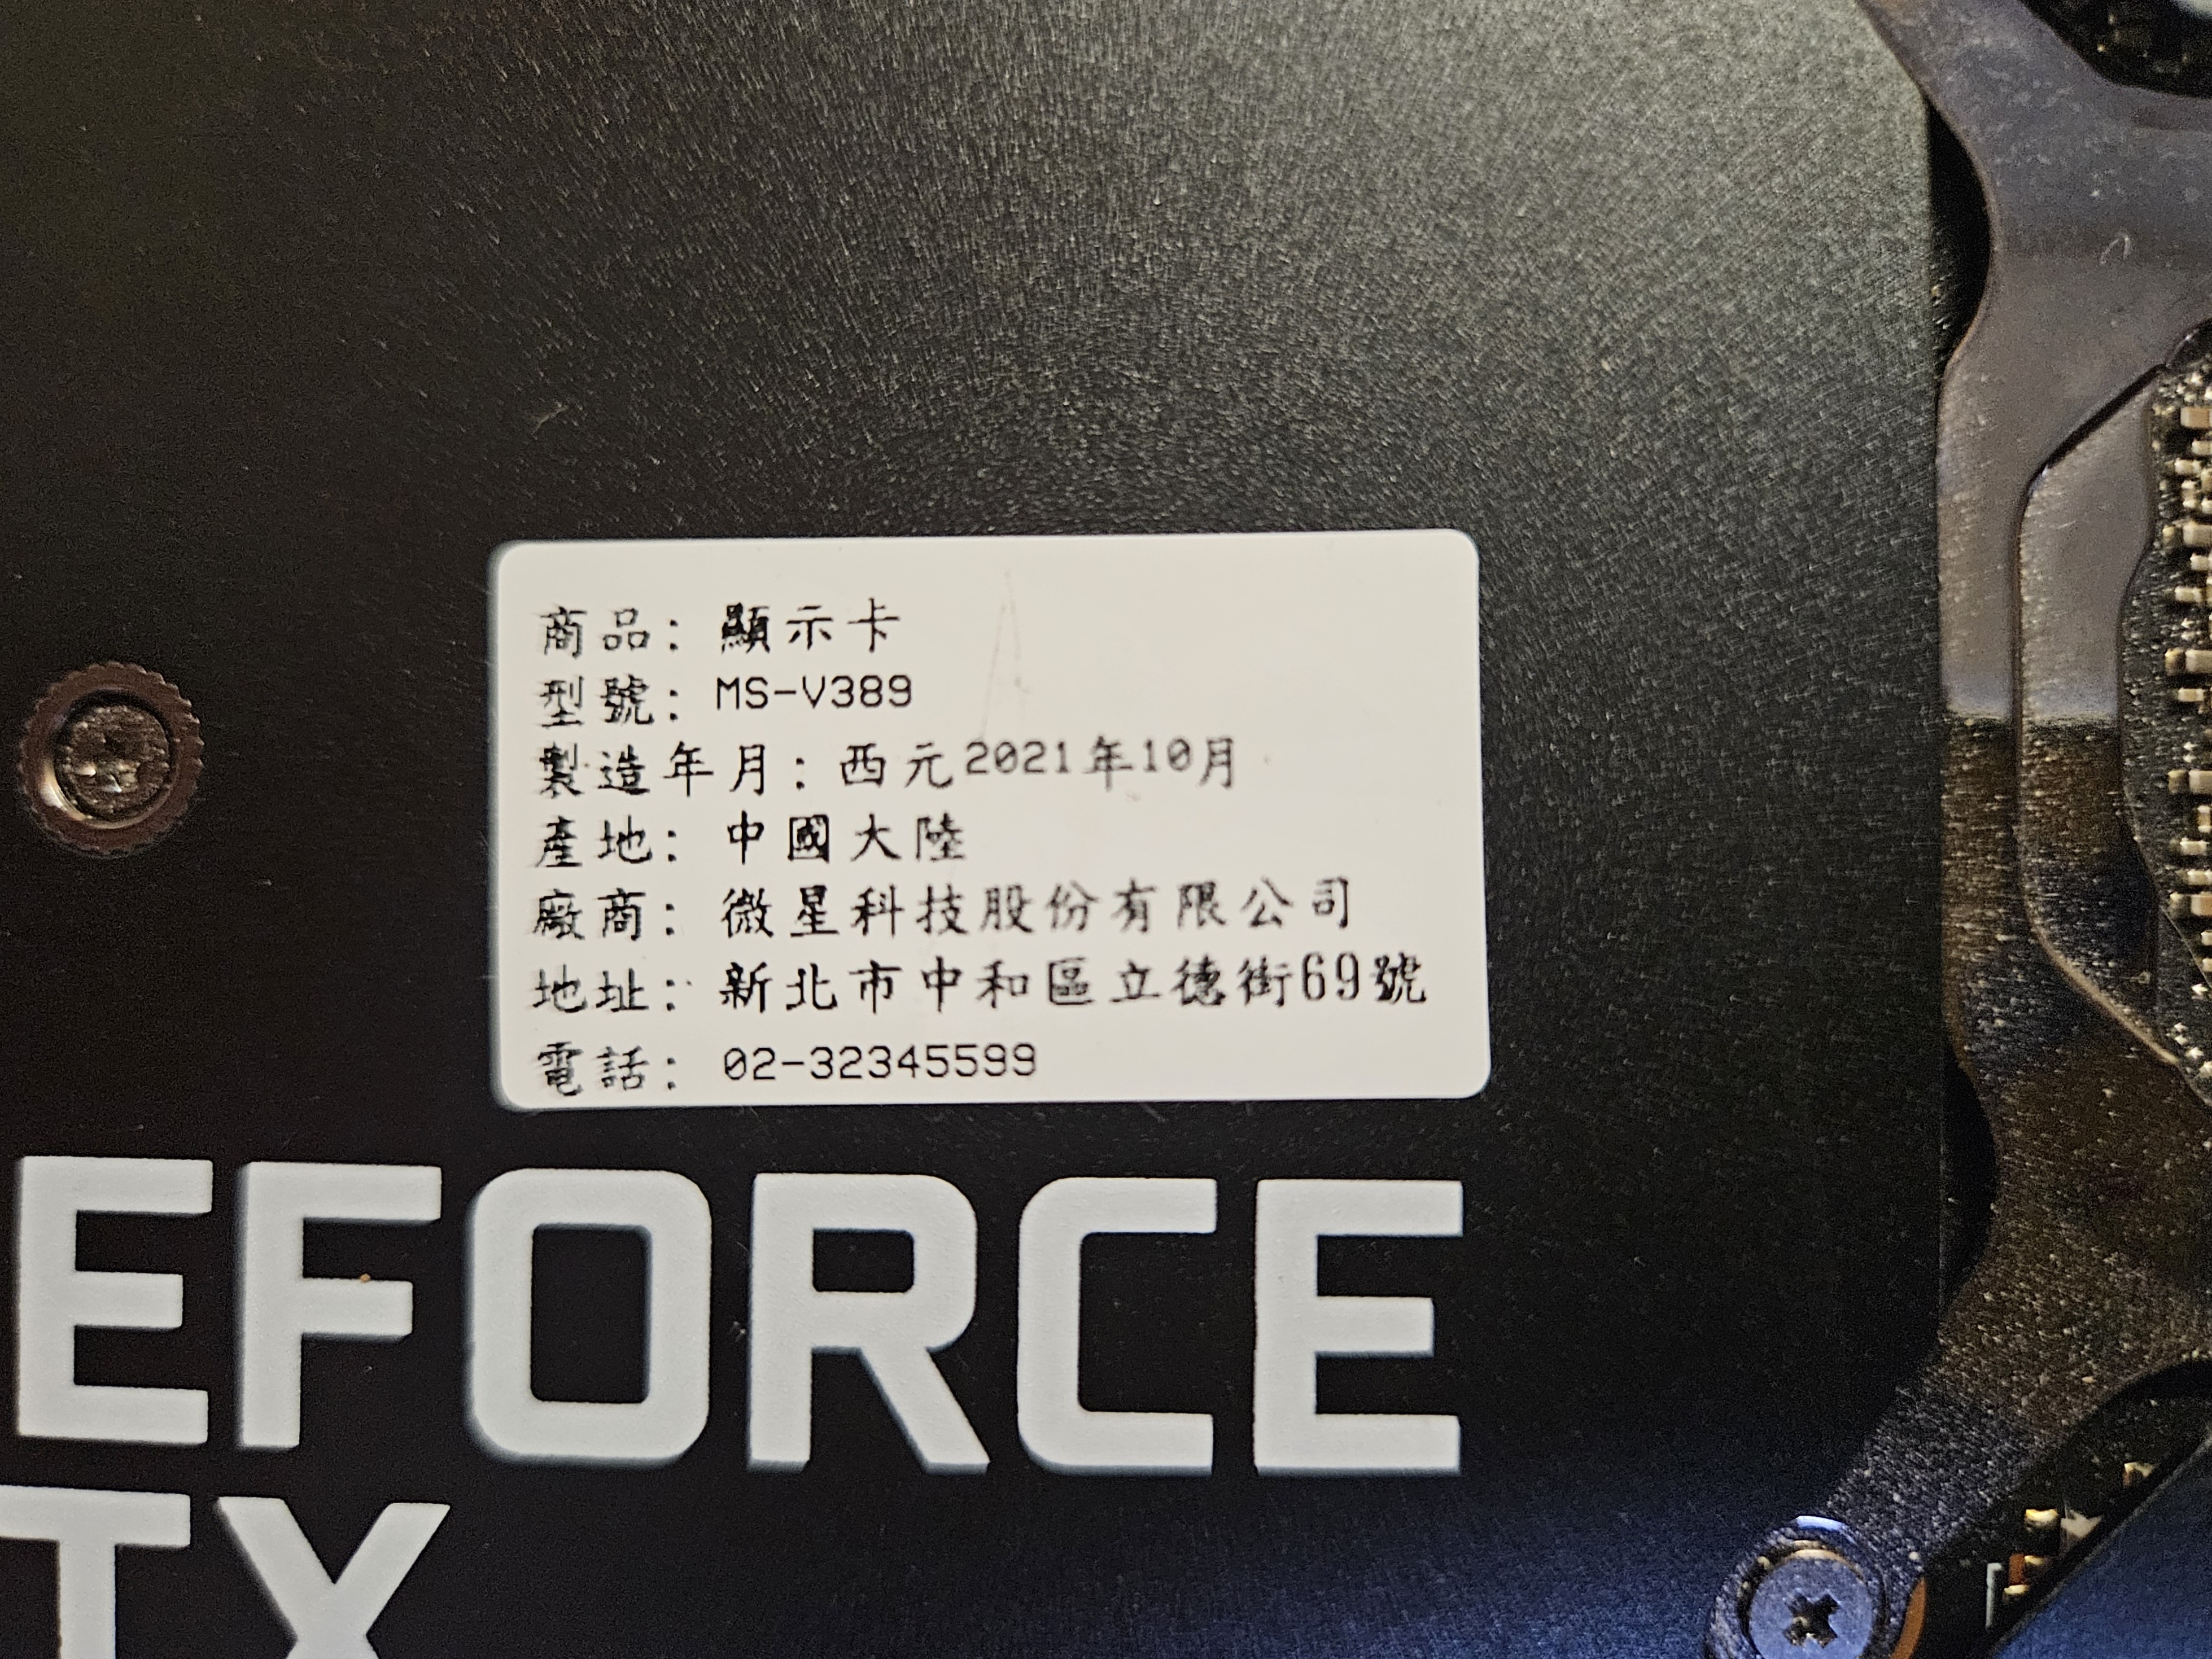 商品: 顯示卡
型號: MS-V389
製造年月: 西元2021年10月
產地: 中國大陸
廠商: 微星科技股份有限公司
地址: 新北市中和區立德街69號
電話: 02-32345599
EFORCE
TX